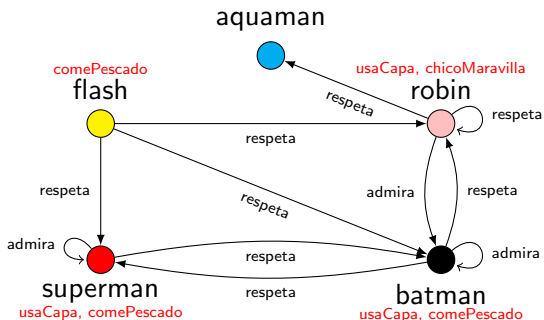 aquaman
comePescado
flash
usaCapa, chicoMaravilla
robin
respeta
respeta
respeta
respeta
admira
respeta
respeta
admira
respeta
admira
respeta
superman
usaCapa, comePescado
batman
usaCapa, comePescado